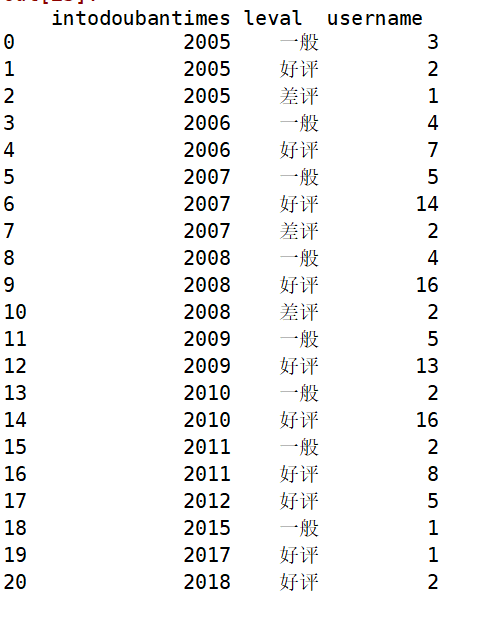 intodoubantimes leval username
0 2005 一般 3
1 2005 好评 2
2 2005 差评 1
3 2006 一般 4
4 2006 好评 7
5 2007 一般 5
6 2007 好评 14
7 2007 差评 2
8 2008 一般 4
9 2008 好评 16
10 2008 差评 2
11 2009 一般 5
12 2009 好评 13
13 2010 一般 2
14 2010 好评 16
15 2011 一般 2
16 2011 好评 8
17 2012 好评 5
18 2015 一般 1
19 2017 好评 1
20 2018 好评 2